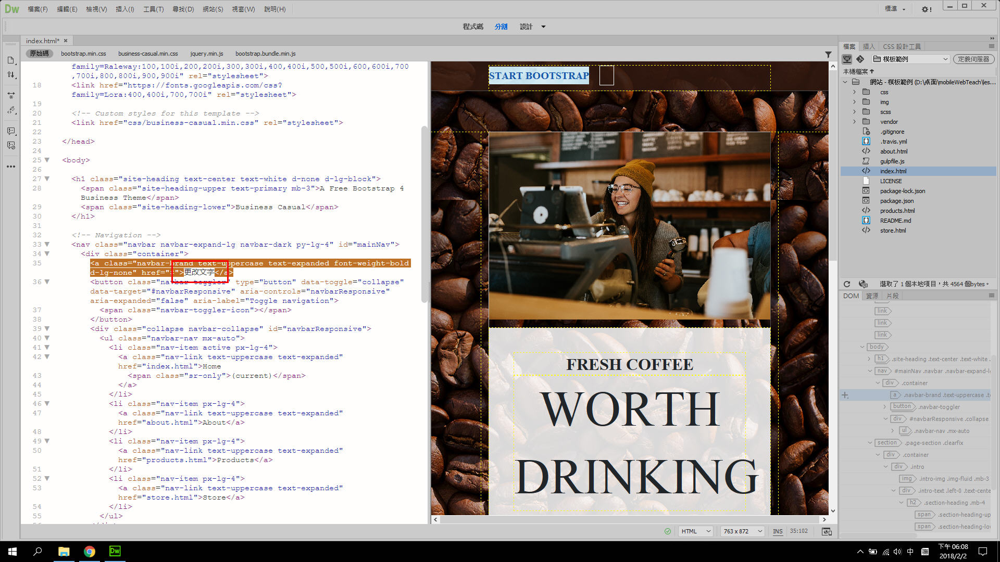 Dw 檔案(F) 編輯(E) 檢視(V) 插入(I) 工具(T) 尋找(D) 網站(S) 視窗(W) 說明(H) 標準
程式碼 分割 設計
index.html*
原始碼 bootstrap.min.css business-casual.min.css jquery.min.js bootstrap.bundle.min.js
family=Raleway:100,100i,200,200i,300,300i,400,400i,500,500i,600,600i,700
,700i,800,800i,900,900i" rel="stylesheet">
18 <link href="https://fonts.googleapis.com/css?
family=Lora:400,400i,700,700i" rel="stylesheet">
19
20 <!-- Custom styles for this template -->
21 <link href="css/business-casual.min.css" rel="stylesheet">
22
23 </head>
24
25 <body>
26
27 <h1 class="site-heading text-center text-white d-none d-lg-block">
28 <span class="site-heading-upper text-primary mb-3">A Free Bootstrap 4
Business Theme</span>
29 <span class="site-heading-lower">Business Casual</span>
30 </h1>
31
32 <!-- Navigation -->
33 <nav class="navbar navbar-expand-lg navbar-dark py-lg-4" id="mainNav">
34 <div class="container">
35 <a class="navbar-brand text-uppercase text-expanded font-weight-bold
d-lg-none" href="#">更改文字</a>
36 <button class="navbar-toggler" type="button" data-toggle="collapse"
data-target="#navbarResponsive" aria-controls="navbarResponsive"
aria-expanded="false" aria-label="Toggle navigation">
37 <span class="navbar-toggler-icon"></span>
38 </button>
39 <div class="collapse navbar-collapse" id="navbarResponsive">
40 <ul class="navbar-nav mx-auto">
41 <li class="nav-item active px-lg-4">
42 <a class="nav-link text-uppercase text-expanded"
href="index.html">Home
43 <span class="sr-only">(current)</span>
44 </a>
45 </li>
46 <li class="nav-item px-lg-4">
47 <a class="nav-link text-uppercase text-expanded"
href="about.html">About</a>
48 </li>
49 <li class="nav-item px-lg-4">
50 <a class="nav-link text-uppercase text-expanded"
href="products.html">Products</a>
51 </li>
52 <li class="nav-item px-lg-4">
53 <a class="nav-link text-uppercase text-expanded"
href="store.html">Store</a>
54 </li>
55 </ul>
START BOOTSTRAP
FRESH COFFEE
WORTH
DRINKING
HTML 763 x 872 INS 35:102
檔案 插入 CSS 設計工具
模板範例 定義伺服器
本機檔案
網站 - 模板範例 (D:\桌面\mobileWebTeach\les...
css
img
scss
vendor
.gitignore
.travis.yml
about.html
gulpfile.js
index.html
LICENSE
package-lock.json
package.json
products.html
README.md
store.html
選取了 1 個本地項目，共 4564 個bytes。
DOM 資源 片段
link
link
link
body
h1 .site-heading .text-center .text-white .
nav #mainNav .navbar .navbar-expand-l
div .container
a .navbar-brand .text-uppercase .t
button .navbar-toggler
div #navbarResponsive .collapse
ul .navbar-nav .mx-auto
section .page-section .clearfix
div .container
div .intro
img .intro-img .img-fluid .mb-3
div .intro-text .left-0 .text-cente
h2 .section-heading .mb-4
span .section-heading-up
span .section-heading-lo
Dw 中 下午 06:08
2018/2/2